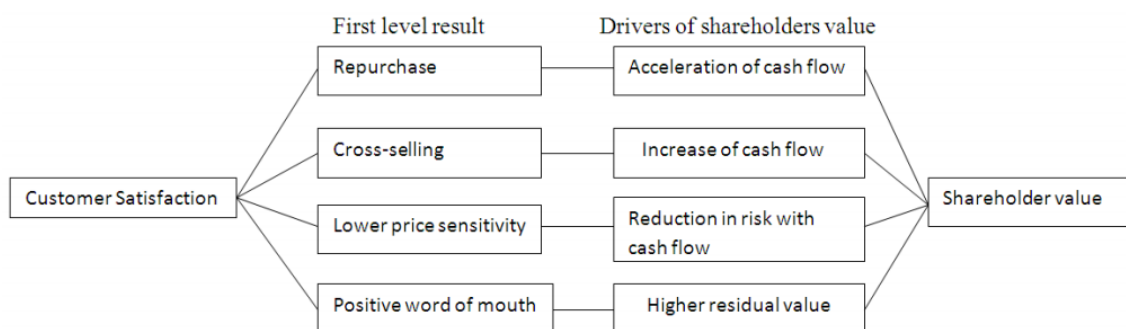 First level result
Drivers of shareholders value
Repurchase
Acceleration of cash flow
Cross-selling
Increase of cash flow
Customer Satisfaction
Shareholder value
Lower price sensitivity
Reduction in risk with
cash flow
Positive word of mouth
Higher residual value